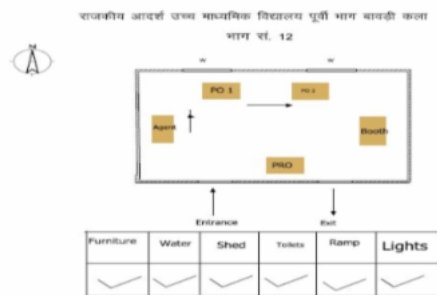 राजकीय आदर्श उच्च माध्यमिक विद्यालय पूर्वी भाग बावड़ी कला
भाग सं. 12
N
W W
PO 1 PO 2
Agent Booth
PRO
Entrance Exit
Furniture Water Shed Toilets Ramp Lights